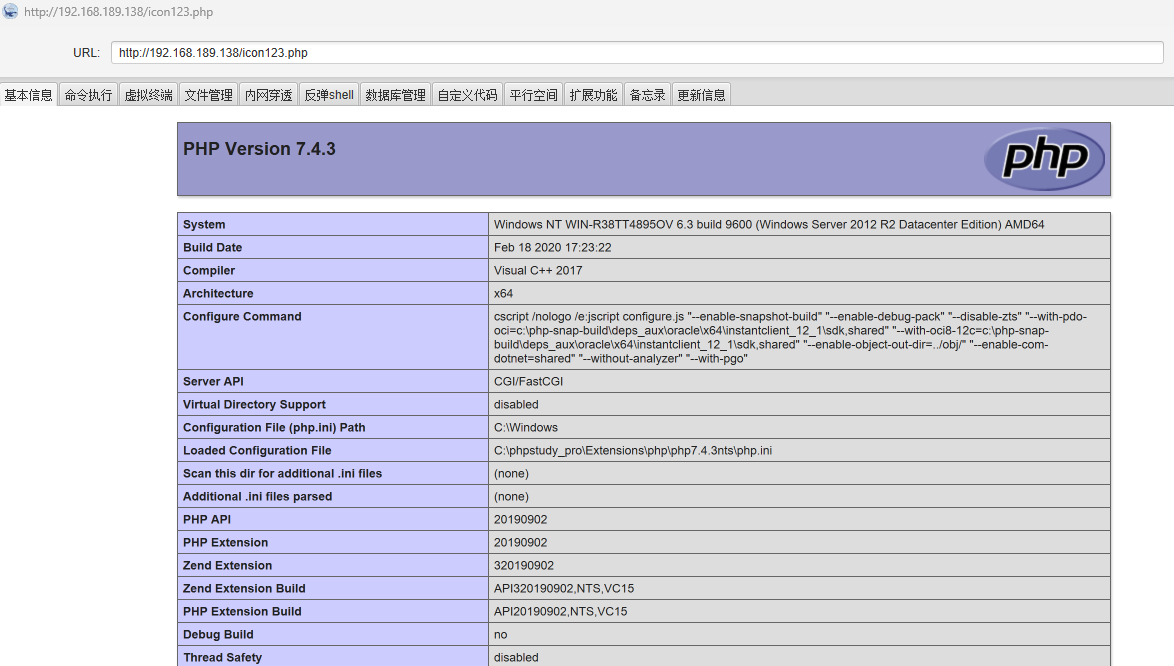 http://192.168.189.138/icon123.php
URL: http://192.168.189.138/icon123.php
基本信息 命令执行 虚拟终端 文件管理 内网穿透 反弹shell 数据库管理 自定义代码 平行空间 扩展功能 备忘录 更新信息
PHP Version 7.4.3
php
System Windows NT WIN-R38TT4895OV 6.3 build 9600 (Windows Server 2012 R2 Datacenter Edition) AMD64
Build Date Feb 18 2020 17:23:22
Compiler Visual C++ 2017
Architecture x64
Configure Command cscript /nologo /e:jscript configure.js "--enable-snapshot-build" "--enable-debug-pack" "--disable-zts" "--with-pdo-
oci=c:\php-snap-build\deps_aux\oracle\x64\instantclient_12_1\sdk,shared" "--with-oci8-12c=c:\php-snap-
build\deps_aux\oracle\x64\instantclient_12_1\sdk,shared" "--enable-object-out-dir=../obj/" "--enable-com-
dotnet=shared" "--without-analyzer" "--with-pgo"
Server API CGI/FastCGI
Virtual Directory Support disabled
Configuration File (php.ini) Path C:\Windows
Loaded Configuration File C:\phpstudy_pro\Extensions\php\php7.4.3nts\php.ini
Scan this dir for additional .ini files (none)
Additional .ini files parsed (none)
PHP API 20190902
PHP Extension 20190902
Zend Extension 320190902
Zend Extension Build API320190902,NTS,VC15
PHP Extension Build API20190902,NTS,VC15
Debug Build no
Thread Safety disabled